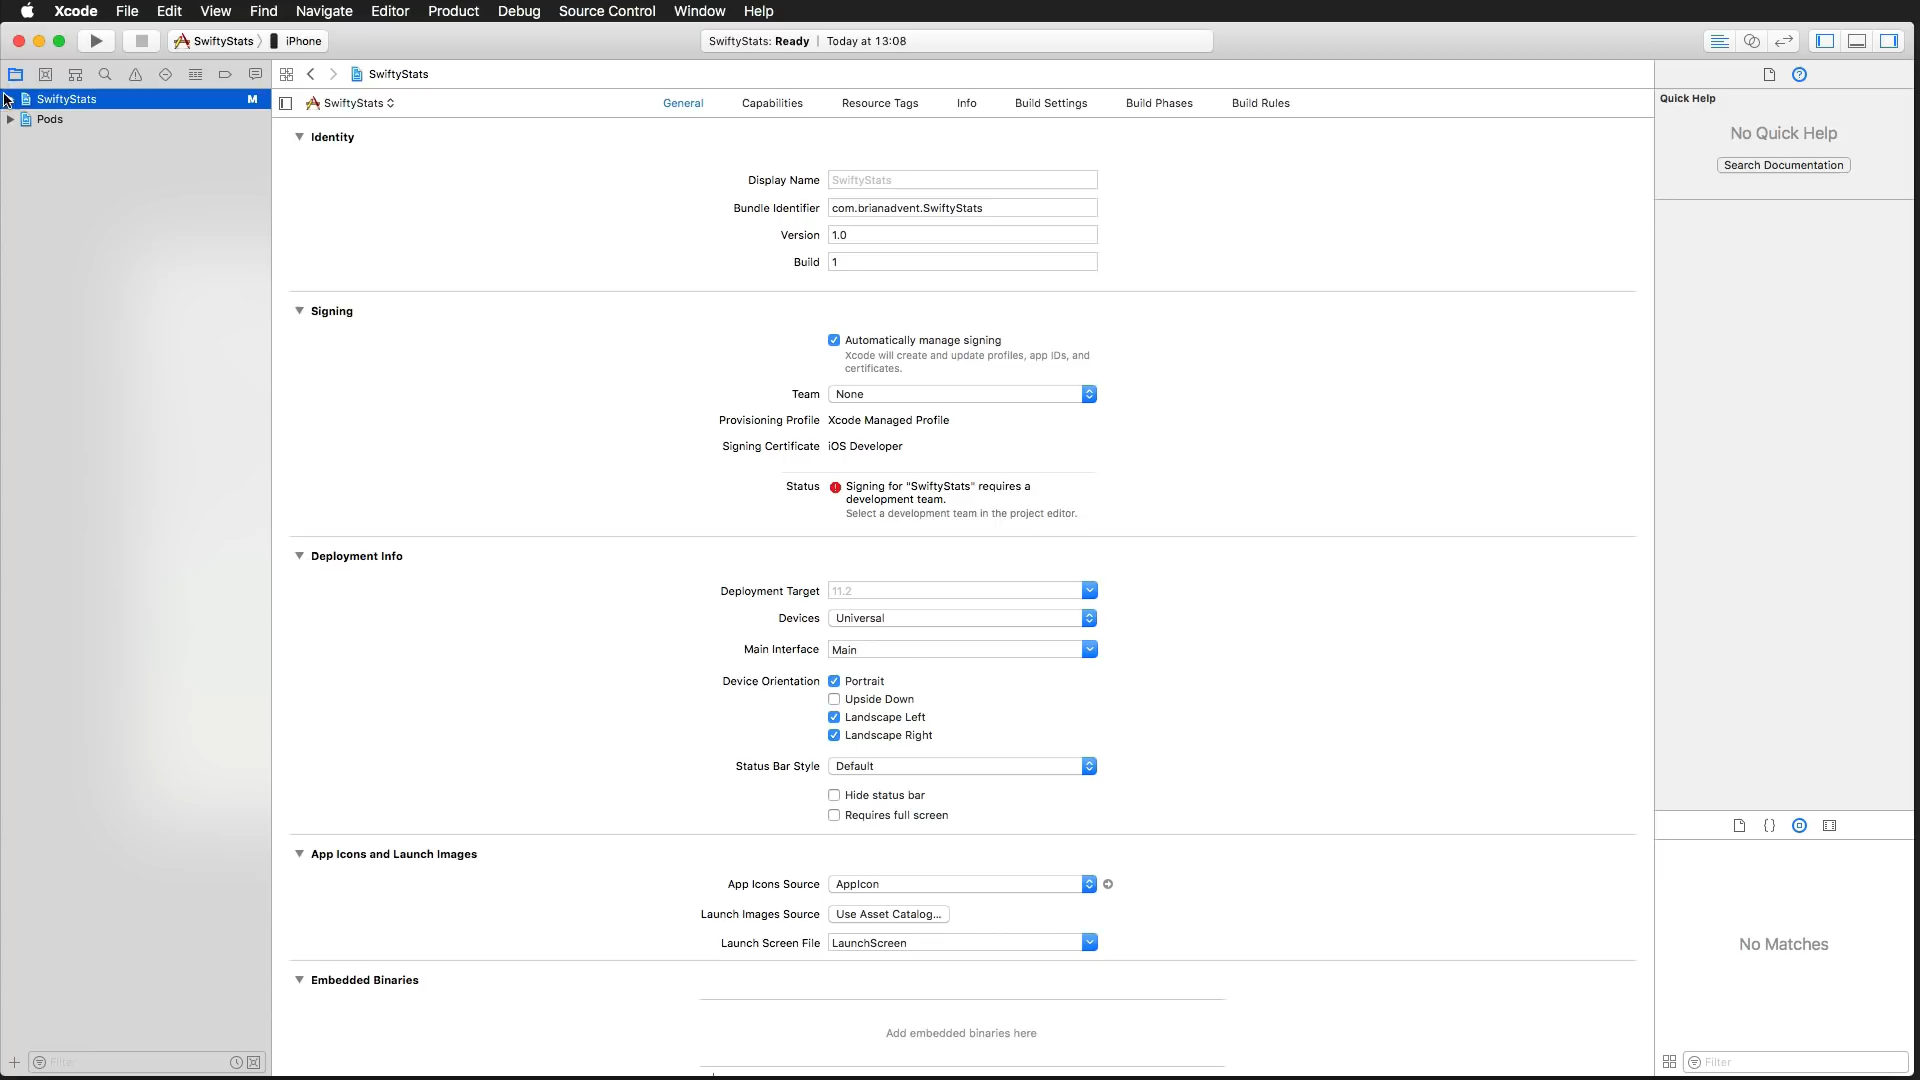 Xcode File Edit View Find Navigate Editor Product Debug Source Control Window Help
SwiftyStats iPhone
SwiftyStats: Ready | Today at 13:08
SwiftyStats
SwiftyStats M
Pods
SwiftyStats
General Capabilities Resource Tags Info Build Settings Build Phases Build Rules
Identity
Display Name SwiftyStats
Bundle Identifier com.brianadvent.SwiftyStats
Version 1.0
Build 1
Signing
Automatically manage signing
Xcode will create and update profiles, app IDs, and
certificates.
Team None
Provisioning Profile Xcode Managed Profile
Signing Certificate iOS Developer
Status Signing for "SwiftyStats" requires a
development team.
Select a development team in the project editor.
Deployment Info
Deployment Target 11.2
Devices Universal
Main Interface Main
Device Orientation Portrait
Upside Down
Landscape Left
Landscape Right
Status Bar Style Default
Hide status bar
Requires full screen
App Icons and Launch Images
App Icons Source AppIcon
Launch Images Source Use Asset Catalog...
Launch Screen File LaunchScreen
Embedded Binaries
Add embedded binaries here
Filter
Quick Help
No Quick Help
Search Documentation
No Matches
Filter